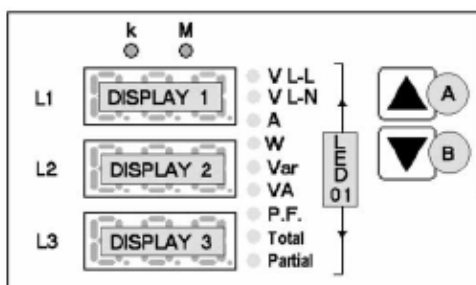 k M
L1 DISPLAY 1
L2 DISPLAY 2
L3 DISPLAY 3
V L-L
V L-N
A
W
Var
VA
P.F.
Total
Partial
LED 01
A
B